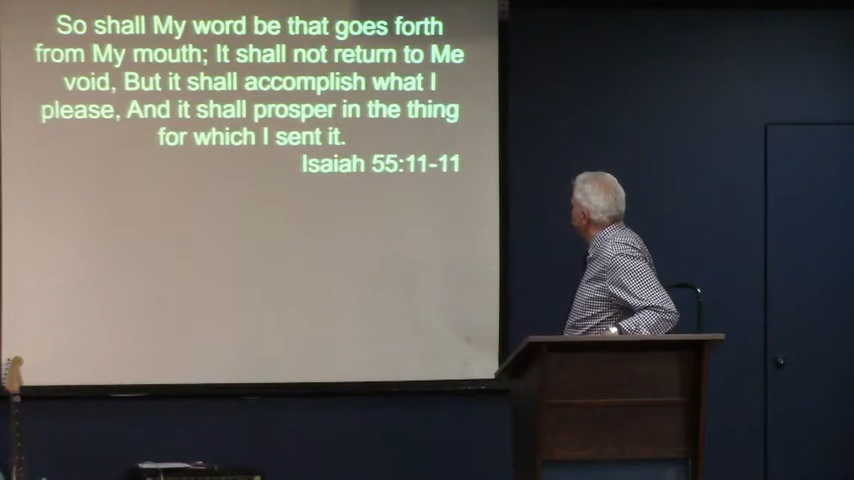 So shall My word be that goes forth
from My mouth; It shall not return to Me
void, But it shall accomplish what I
please, And it shall prosper in the thing
for which I sent it.
Isaiah 55:11-11